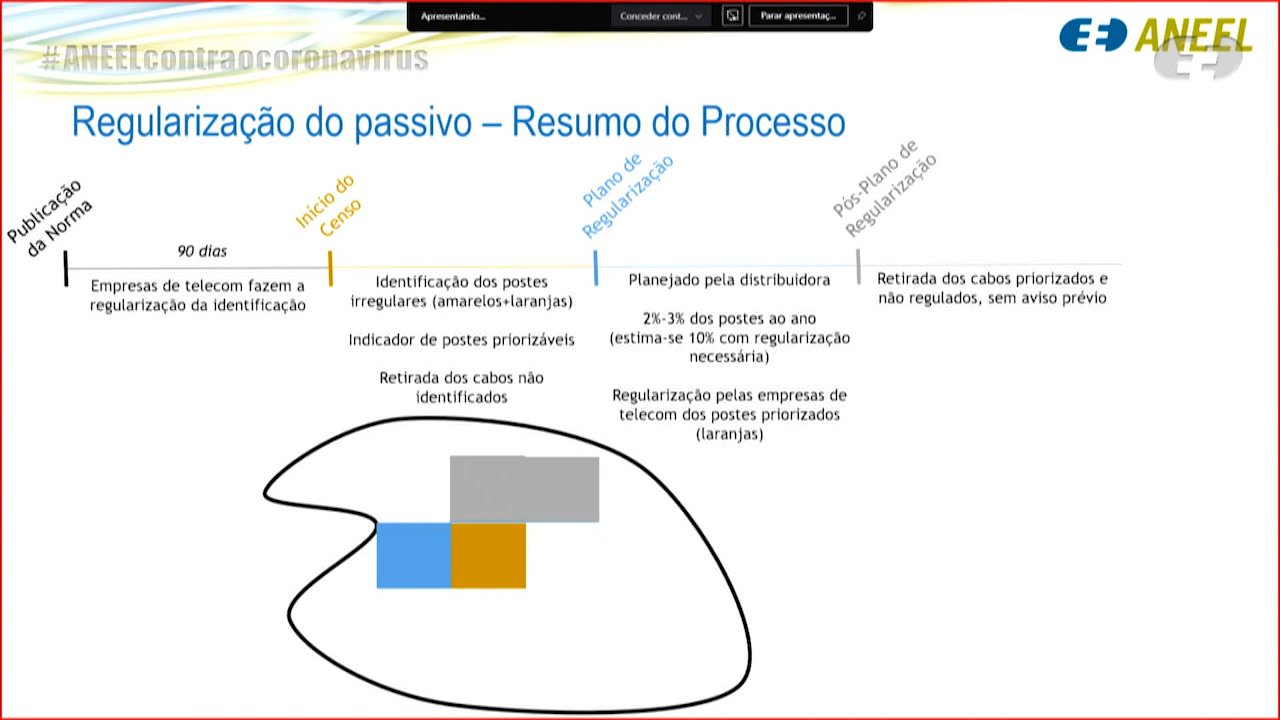 Apresentando...
Conceder cont...
Parar apresentaç...
#ANEELcontraocoronavirus
ANEEL
Regularização do passivo – Resumo do Processo
Publicação
da Norma
Início do
Censo
Plano de
Regularização
Pós-Plano de
Regularização
90 dias
Empresas de telecom fazem a
regularização da identificação
Identificação dos postes
irregulares (amarelos+laranjas)
Indicador de postes priorizáveis
Retirada dos cabos não
identificados
Planejado pela distribuidora
2%-3% dos postes ao ano
(estima-se 10% com regularização
necessária)
Regularização pelas empresas de
telecom dos postes priorizados
(laranjas)
Retirada dos cabos priorizados e
não regulados, sem aviso prévio